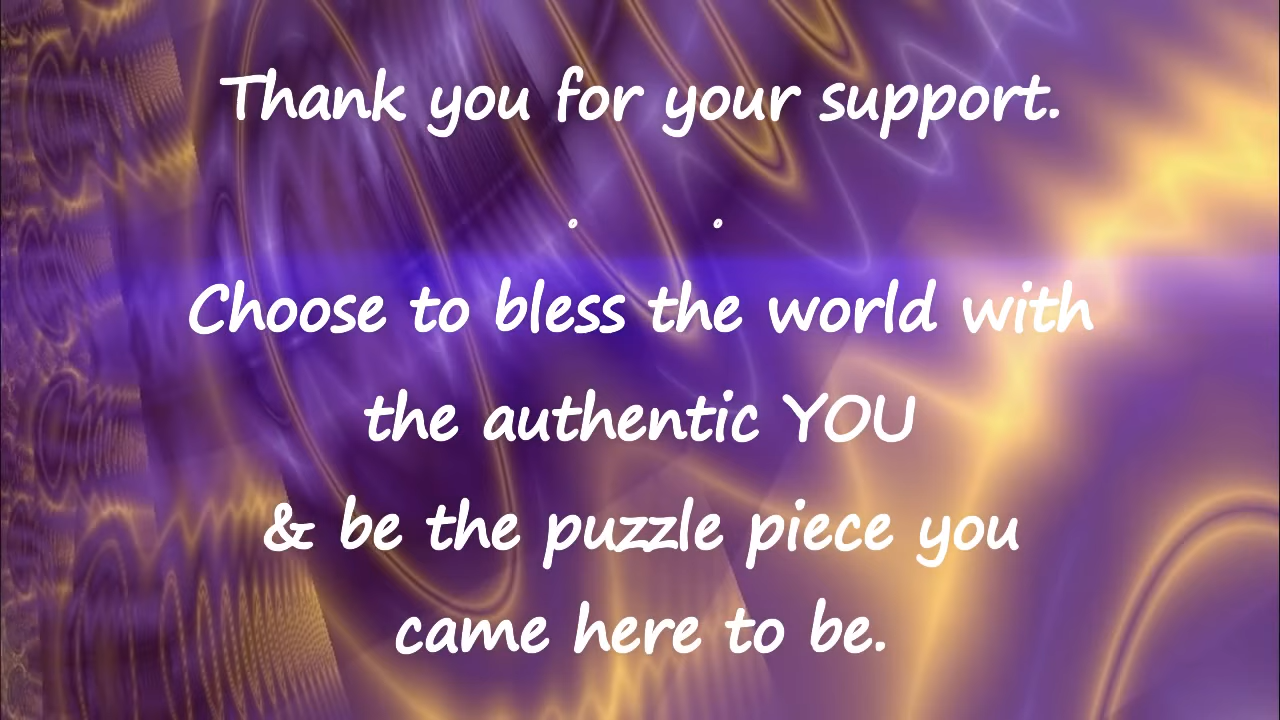 Thank you for your support.
Choose to bless the world with
the authentic YOU
& be the puzzle piece you
came here to be.